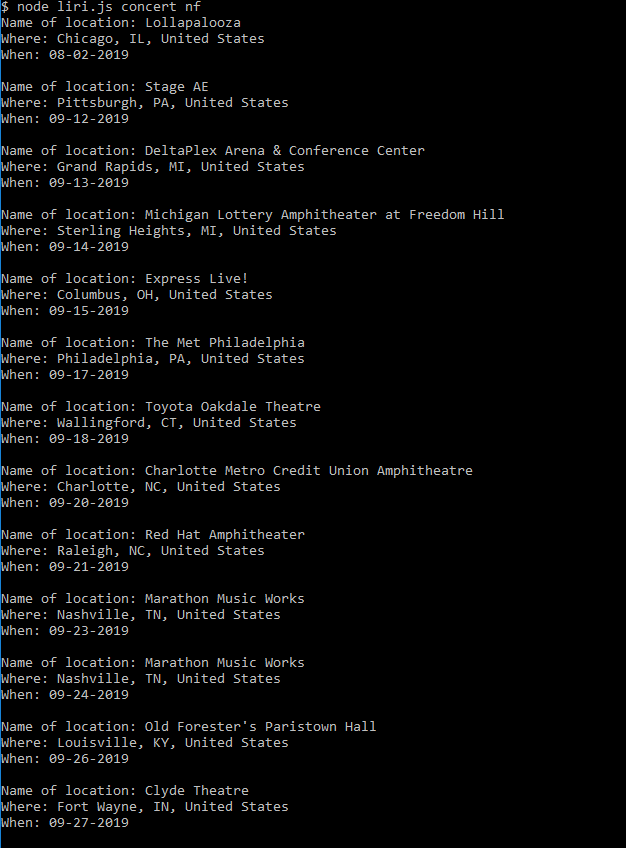 $ node liri.js concert nf
Name of location: Lollapalooza
Where: Chicago, IL, United States
When: 08-02-2019
Name of location: Stage AE
Where: Pittsburgh, PA, United States
When: 09-12-2019
Name of location: DeltaPlex Arena & Conference Center
Where: Grand Rapids, MI, United States
When: 09-13-2019
Name of location: Michigan Lottery Amphitheater at Freedom Hill
Where: Sterling Heights, MI, United States
When: 09-14-2019
Name of location: Express Live!
Where: Columbus, OH, United States
When: 09-15-2019
Name of location: The Met Philadelphia
Where: Philadelphia, PA, United States
When: 09-17-2019
Name of location: Toyota Oakdale Theatre
Where: Wallingford, CT, United States
When: 09-18-2019
Name of location: Charlotte Metro Credit Union Amphitheatre
Where: Charlotte, NC, United States
When: 09-20-2019
Name of location: Red Hat Amphitheater
Where: Raleigh, NC, United States
When: 09-21-2019
Name of location: Marathon Music Works
Where: Nashville, TN, United States
When: 09-23-2019
Name of location: Marathon Music Works
Where: Nashville, TN, United States
When: 09-24-2019
Name of location: Old Forester's Paristown Hall
Where: Louisville, KY, United States
When: 09-26-2019
Name of location: Clyde Theatre
Where: Fort Wayne, IN, United States
When: 09-27-2019